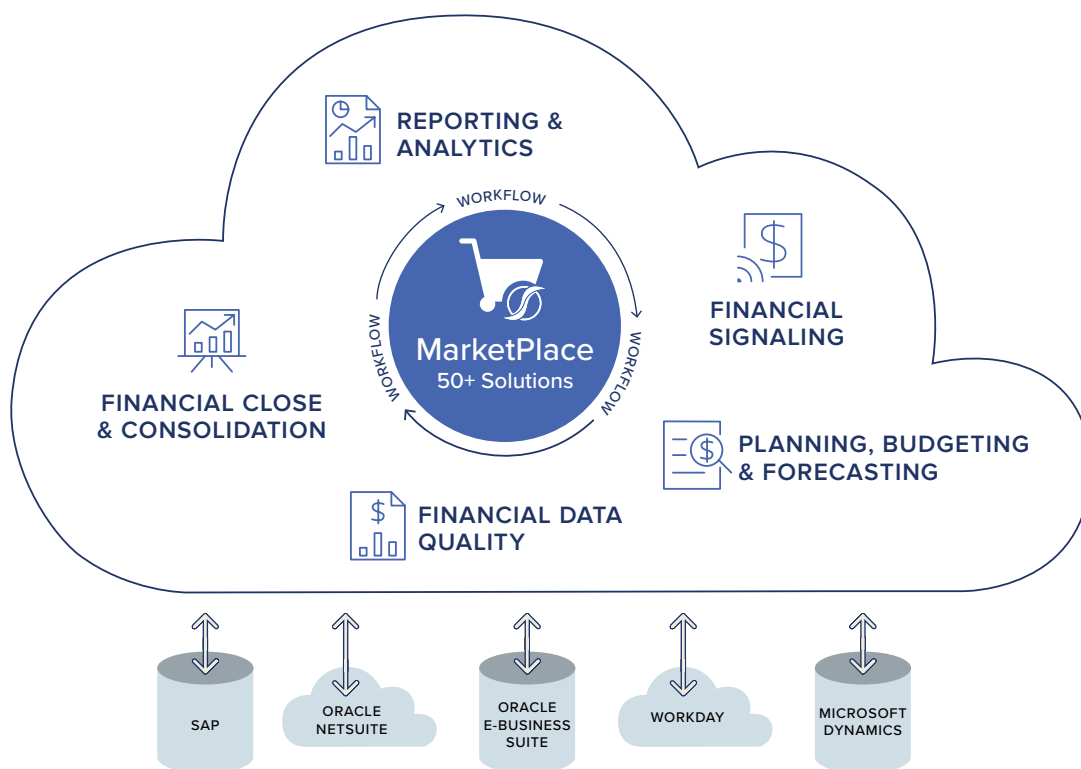 REPORTING &
ANALYTICS
WORKFLOW
FINANCIAL
SIGNALING
MarketPlace
50+ Solutions
WORKFLOW
WORKFLOW
FINANCIAL CLOSE
& CONSOLIDATION
PLANNING, BUDGETING
& FORECASTING
FINANCIAL DATA
QUALITY
SAP
ORACLE
NETSUITE
ORACLE
E-BUSINESS
SUITE
WORKDAY
MICROSOFT
DYNAMICS